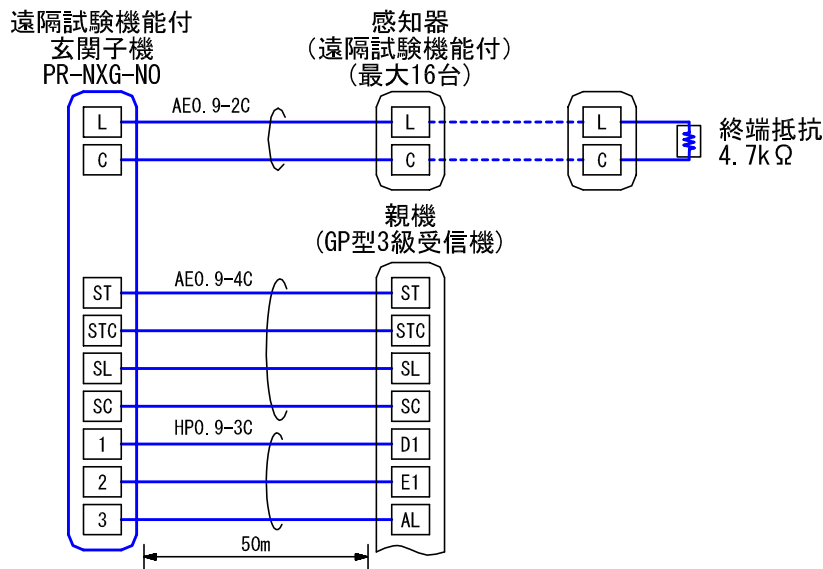 遠隔試験機能付
玄関子機
PR-NXG-NO
感知器
(遠隔試験機能付)
(最大16台)
L
AE0.9-2C
L
L
C
C
C
終端抵抗
4.7kΩ
親機
(GP型3級受信機)
AE0.9-4C
ST
ST
STC
STC
SL
SL
SC
SC
HP0.9-3C
1
D1
2
E1
3
AL
50m